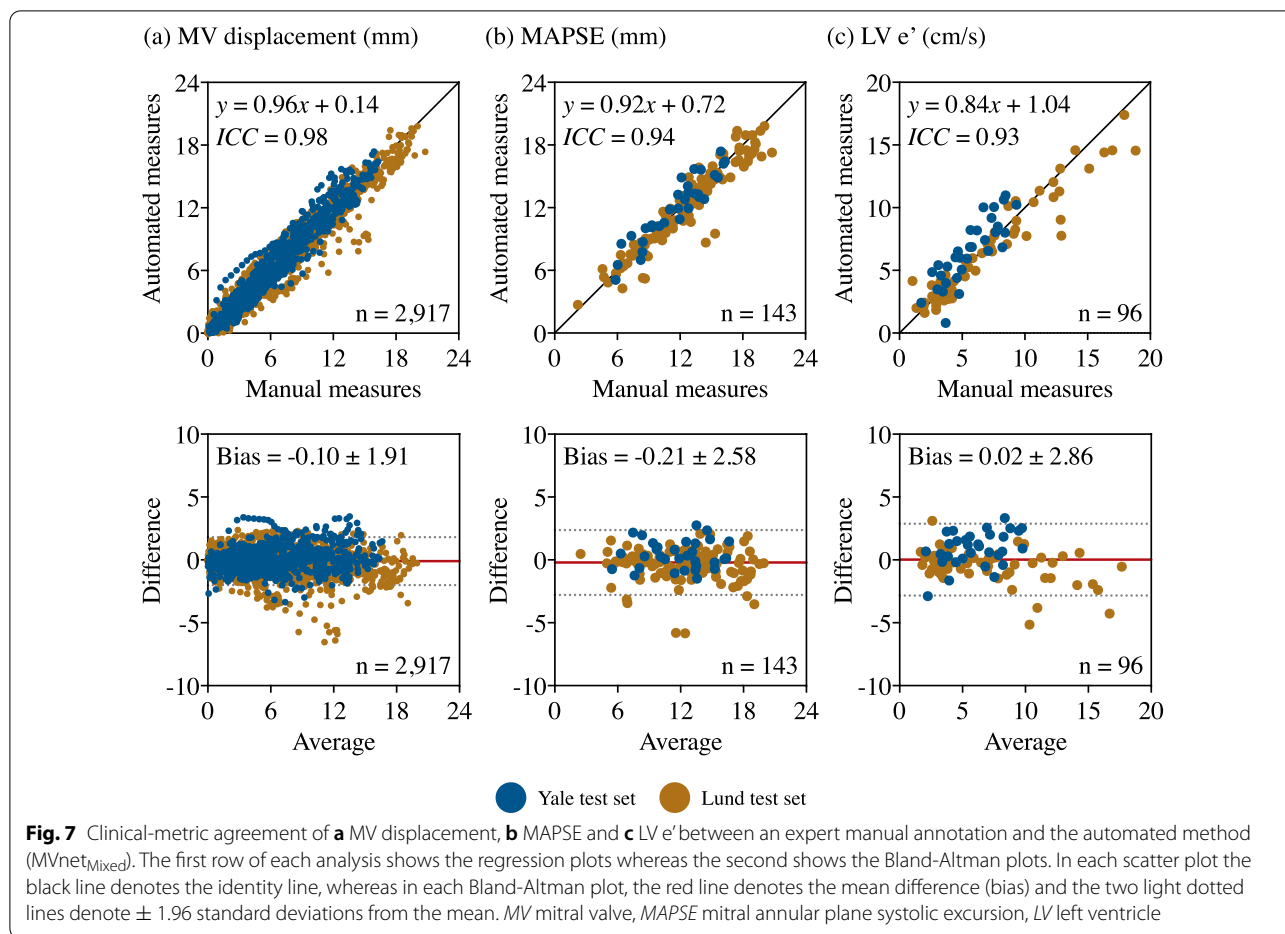 (a) MV displacement (mm)
(b) MAPSE (mm)
(c) LV e' (cm/s)
24
18
12
6
0
Automated measures
y = 0.96x + 0.14
ICC = 0.98
n = 2,917
0 6 12 18 24
Manual measures
24
18
12
6
0
Automated measures
y = 0.92x + 0.72
ICC = 0.94
n = 143
0 6 12 18 24
Manual measures
20
15
10
5
0
Automated measures
y = 0.84x + 1.04
ICC = 0.93
n = 96
0 5 10 15 20
Manual measures
10
5
0
-5
-10
Difference
Bias = -0.10 ± 1.91
n = 2,917
0 6 12 18 24
Average
10
5
0
-5
-10
Difference
Bias = -0.21 ± 2.58
n = 143
0 6 12 18 24
Average
10
5
0
-5
-10
Difference
Bias = 0.02 ± 2.86
n = 96
0 5 10 15 20
Average
Yale test set Lund test set
Fig. 7 Clinical-metric agreement of a MV displacement, b MAPSE and c LV e' between an expert manual annotation and the automated method
(MVnetMixed). The first row of each analysis shows the regression plots whereas the second shows the Bland-Altman plots. In each scatter plot the
black line denotes the identity line, whereas in each Bland-Altman plot, the red line denotes the mean difference (bias) and the two light dotted
lines denote ± 1.96 standard deviations from the mean. MV mitral valve, MAPSE mitral annular plane systolic excursion, LV left ventricle